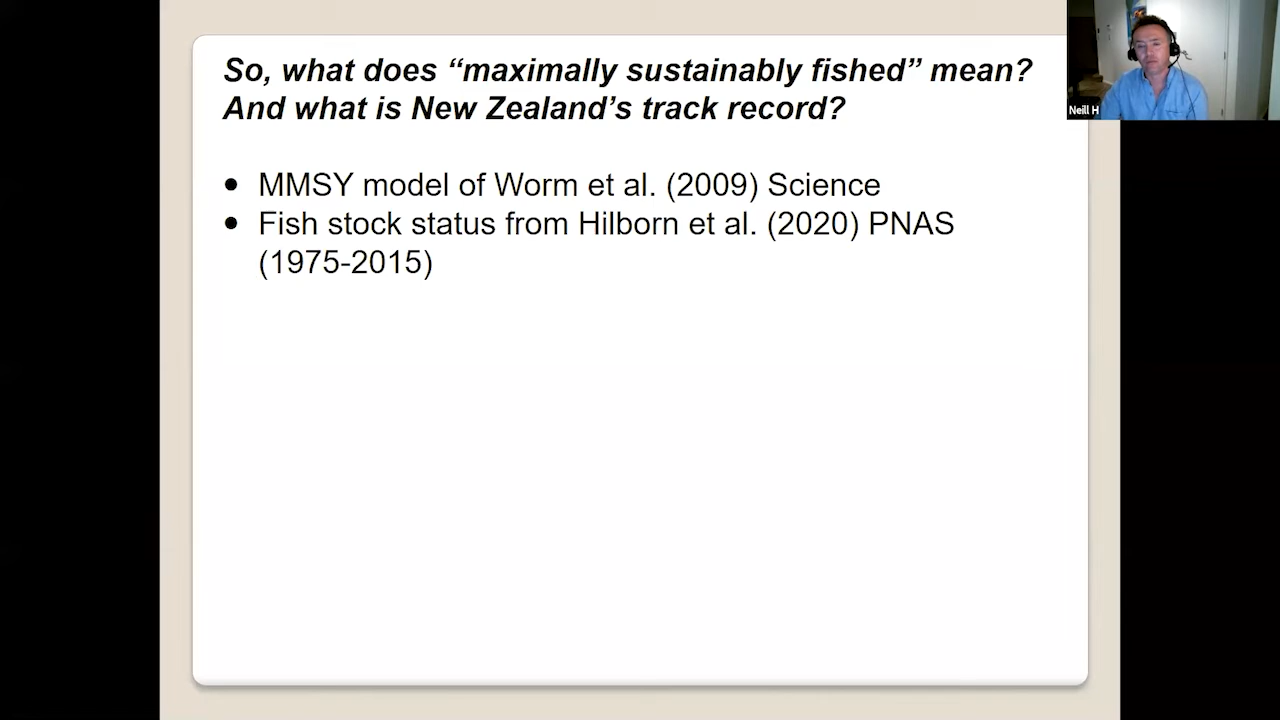 So, what does “maximally sustainably fished” mean?
And what is New Zealand’s track record?
● MMSY model of Worm et al. (2009) Science
● Fish stock status from Hilborn et al. (2020) PNAS
(1975-2015)
Neill H